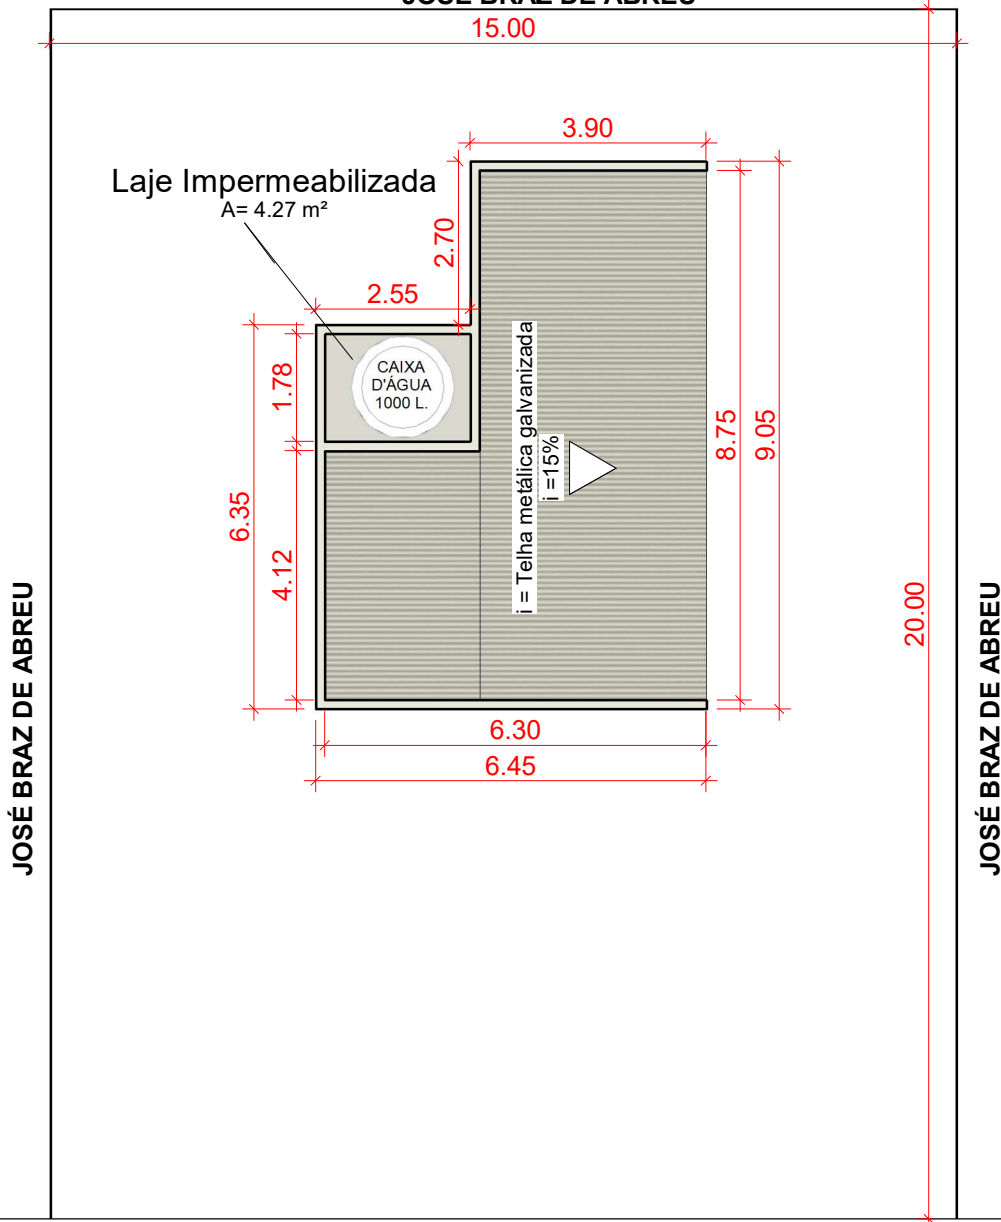 JOSÉ BRAZ DE ABREU
15.00
3.90
Laje Impermeabilizada
A= 4.27 m²
2.70
2.55
CAIXA
D'ÁGUA
1000 L.
1.78
i = Telha metálica galvanizada
i =15%
8.75
9.05
6.35
4.12
20.00
JOSÉ BRAZ DE ABREU
JOSÉ BRAZ DE ABREU
6.30
6.45